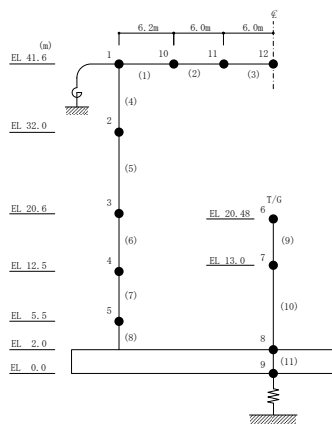 ℄
6.2m 6.0m 6.0m
(m)
EL 41.6 1 10 11 12
(1) (2) (3)
(4)
EL 32.0 2
(5)
EL 20.6 3 T/G
EL 20.48 6
(6) (9)
EL 12.5 4 EL 13.0 7
(7) (10)
EL 5.5 5
(8)
EL 2.0 8
(11)
EL 0.0 9